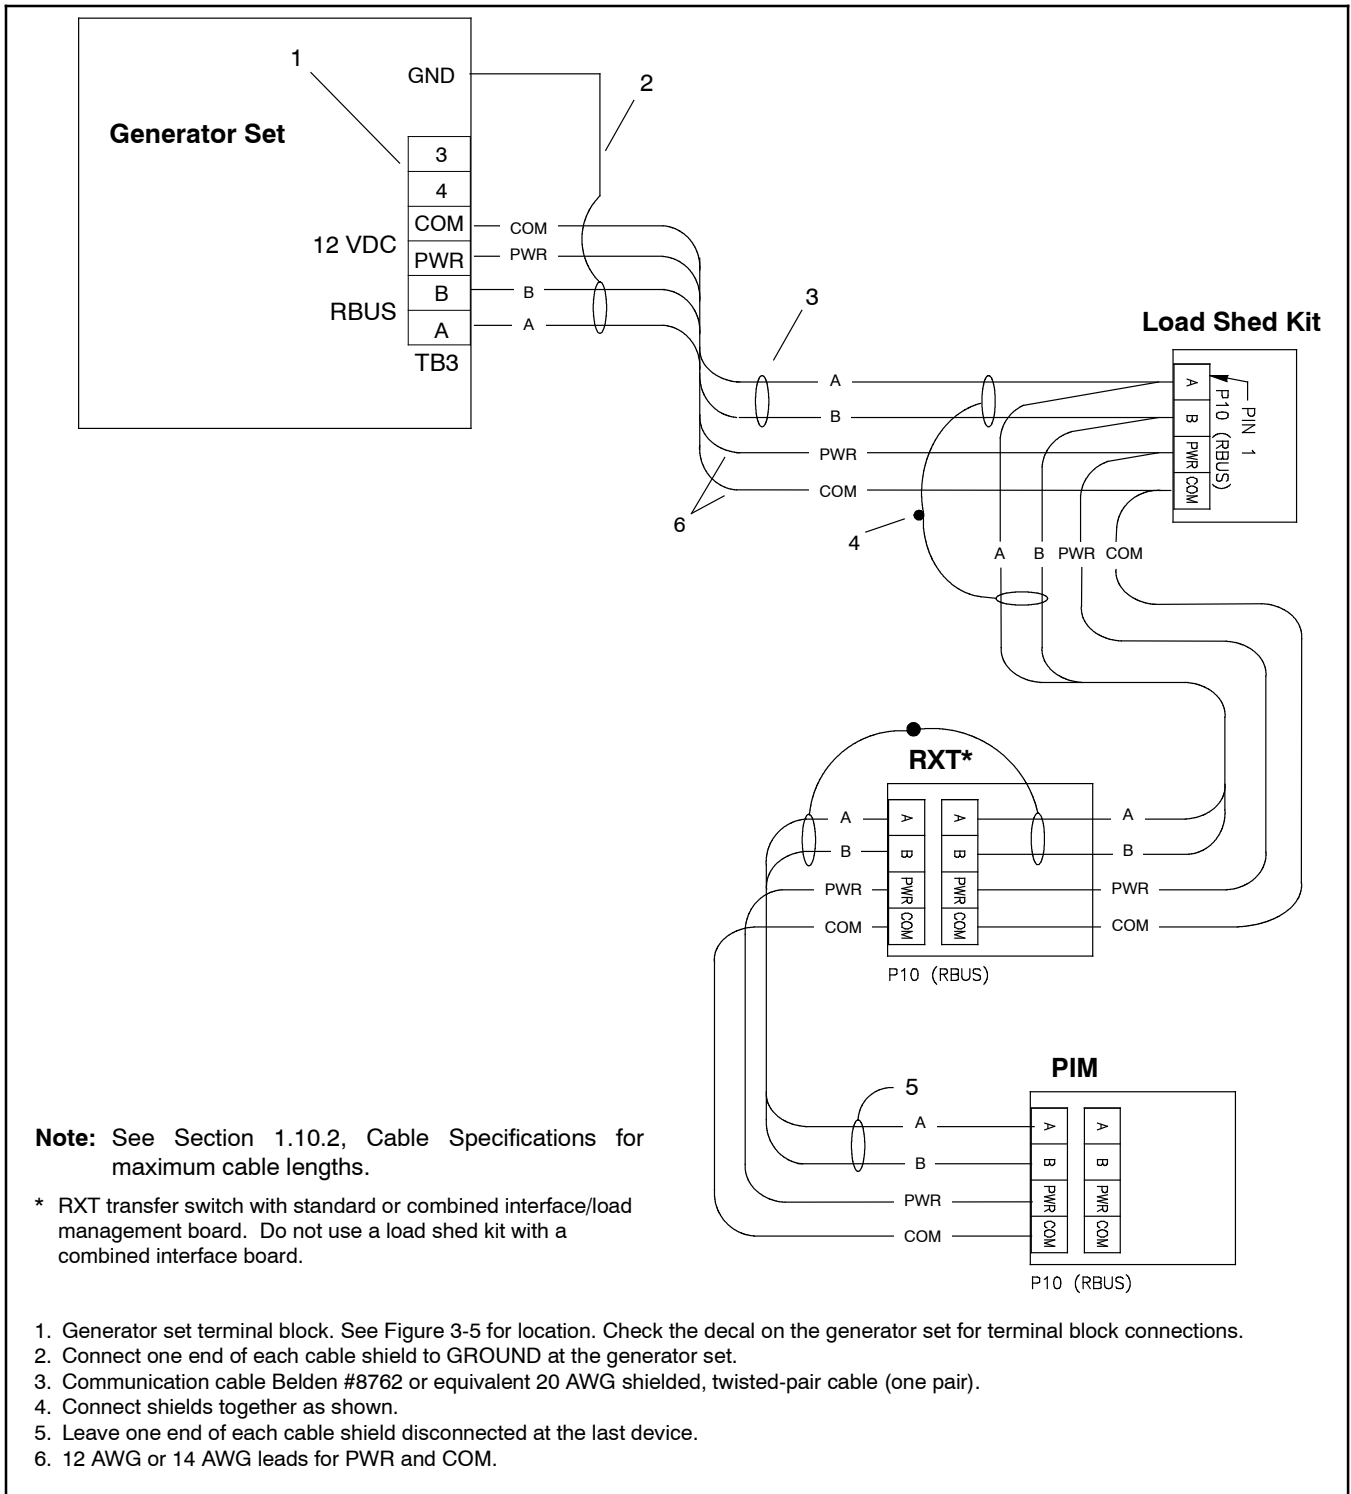 1
GND
2
Generator Set
3
4
COM
COM
12 VDC
PWR
PWR
B
B
RBUS
A
A
TB3
3
Load Shed Kit
A
A
B
B
PWR
PWR
COM
COM
P10 (RBUS)
PIN 1
6
4
A B PWR COM
RXT*
A A A A
B B B B
PWR PWR PWR PWR
COM COM COM COM
P10 (RBUS)
PIM
5
A A A
B B B
PWR PWR PWR
COM COM COM
P10 (RBUS)
Note: See Section 1.10.2, Cable Specifications for
maximum cable lengths.
* RXT transfer switch with standard or combined interface/load
management board. Do not use a load shed kit with a
combined interface board.
1. Generator set terminal block. See Figure 3-5 for location. Check the decal on the generator set for terminal block connections.
2. Connect one end of each cable shield to GROUND at the generator set.
3. Communication cable Belden #8762 or equivalent 20 AWG shielded, twisted-pair cable (one pair).
4. Connect shields together as shown.
5. Leave one end of each cable shield disconnected at the last device.
6. 12 AWG or 14 AWG leads for PWR and COM.